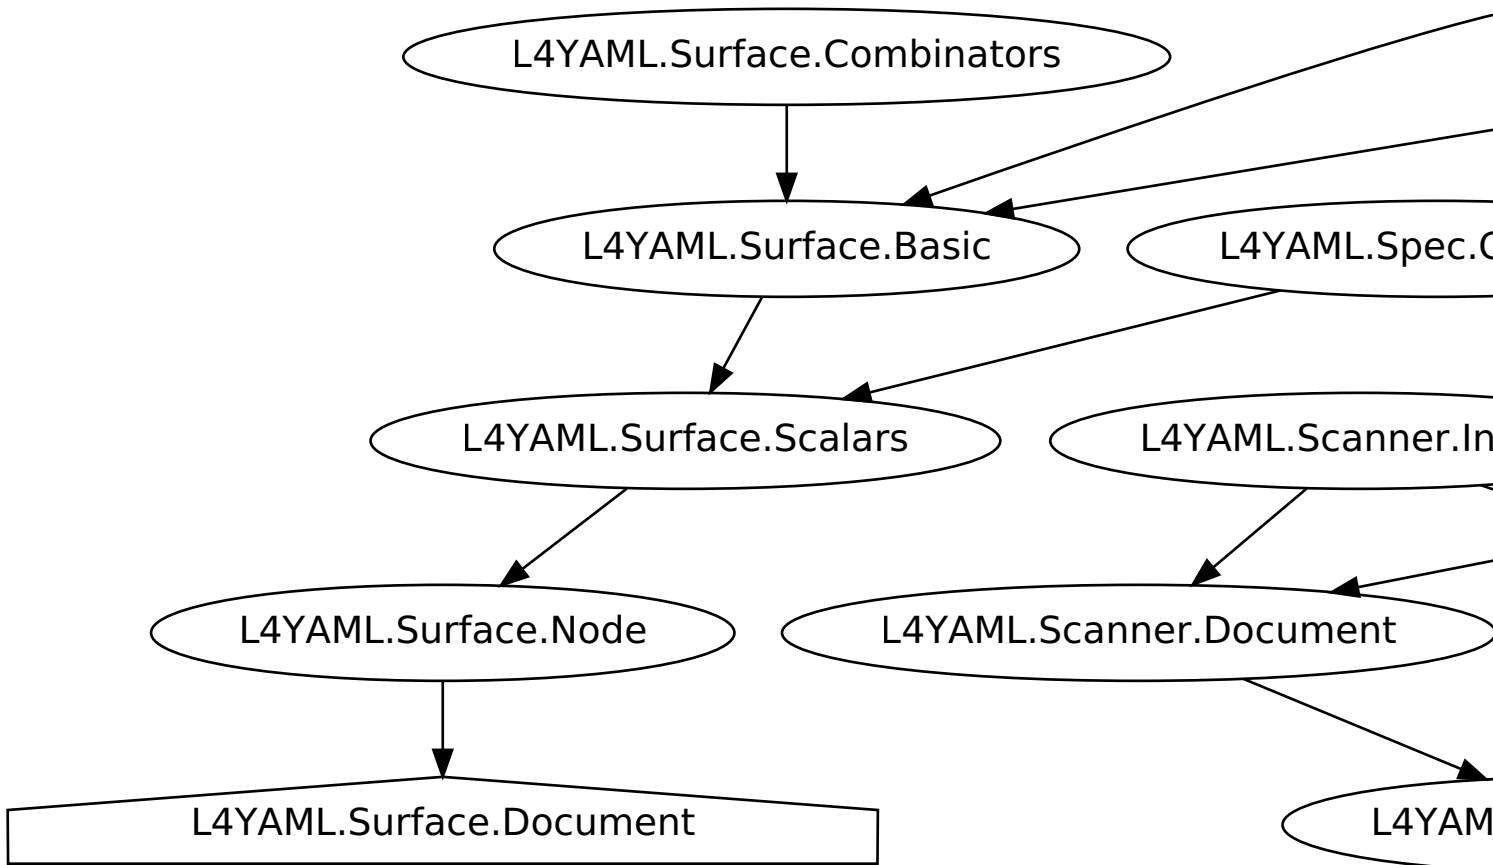 L4YAML.Surface.Combinators
L4YAML.Surface.Basic
L4YAML.Surface.Scalars
L4YAML.Scanner.Document
L4YAML.Surface.Node
L4YAML.Surface.Document